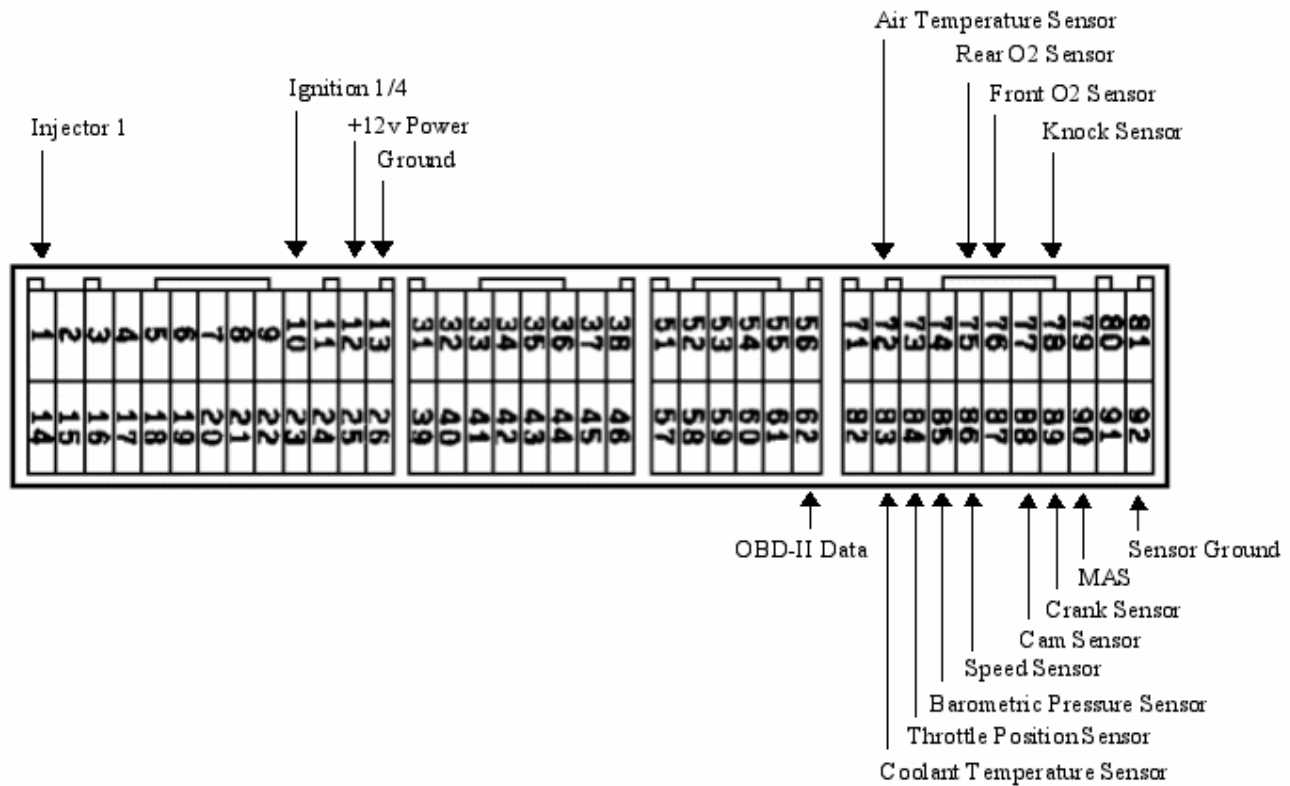 Air Temperature Sensor
Rear O2 Sensor
Ignition 1/4
Front O2 Sensor
Injector 1
+12v Power
Knock Sensor
Ground
1 2 3 4 5 6 7 8 9 10 11 12 13 31 32 33 34 35 36 37 38 51 52 53 54 55 56 71 72 73 74 75 76 77 78 79 80 81
14 15 16 17 18 19 20 21 22 23 24 25 26 39 40 41 42 43 44 45 46 57 58 59 60 61 62 82 83 84 85 86 87 88 89 90 91 92
OBD-II Data
Sensor Ground
MAS
Crank Sensor
Cam Sensor
Speed Sensor
Barometric Pressure Sensor
Throttle Position Sensor
Coolant Temperature Sensor